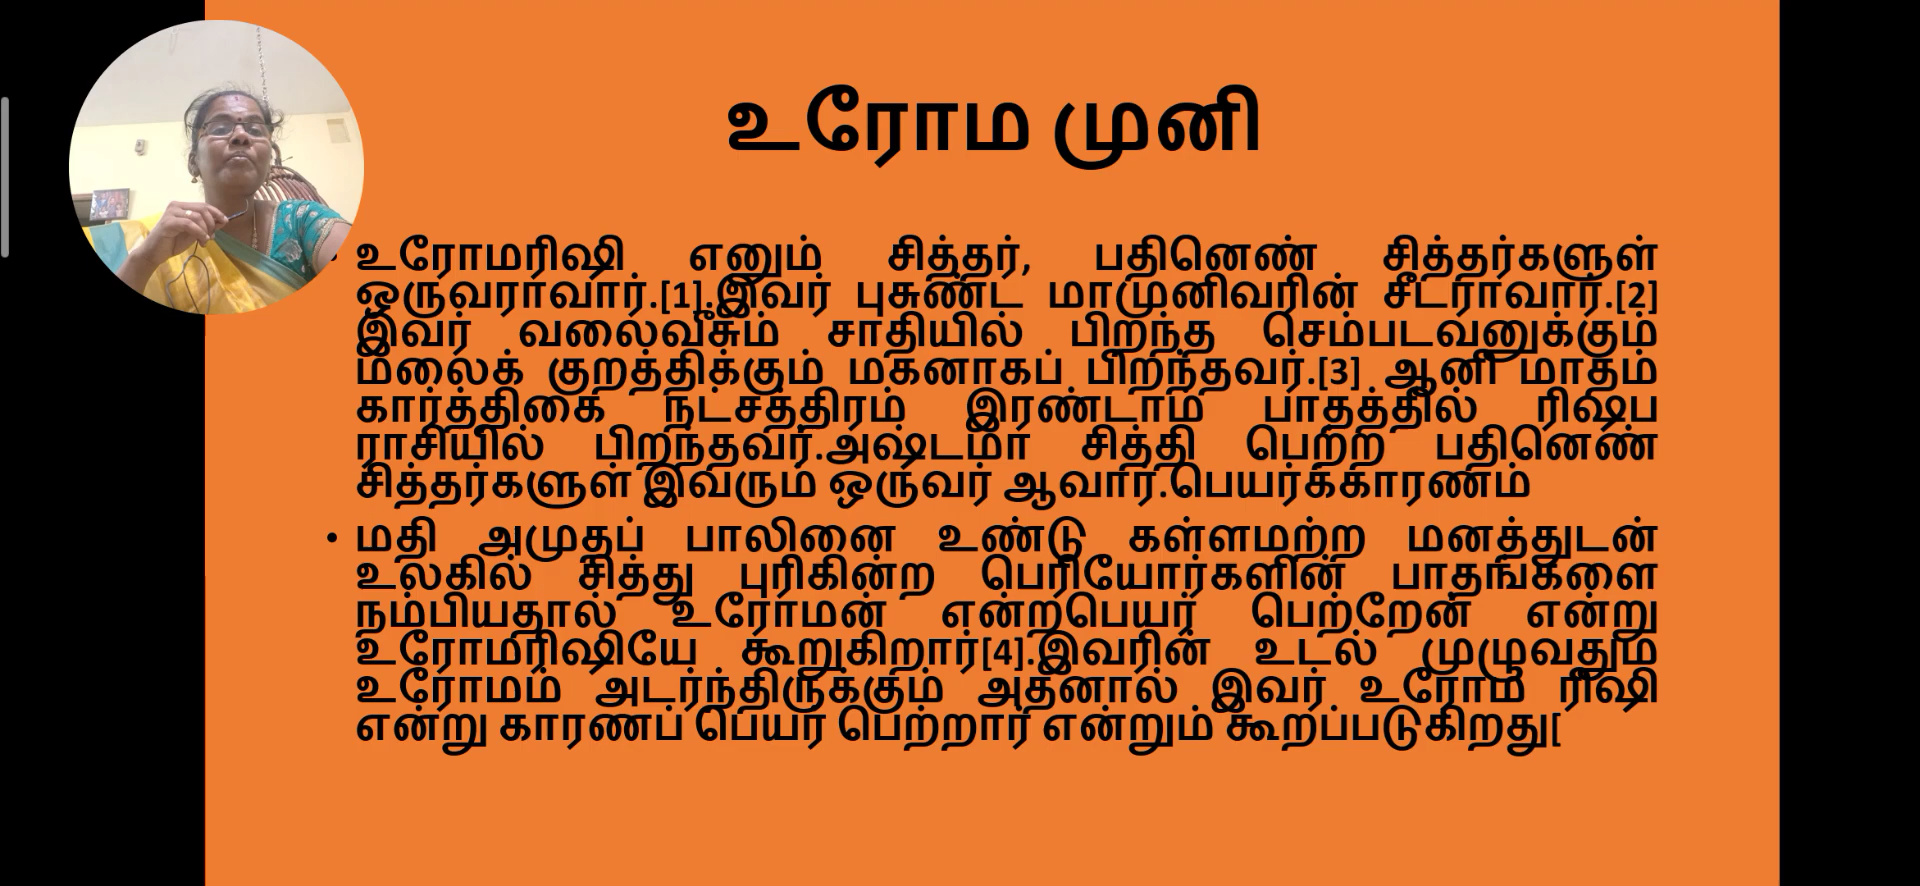 உரோம முனி
உரோமரிஷி எனும் சித்தர், பதினெண் சித்தர்களுள்
ஒருவராவார்.[1].இவர் புசுண்ட மாமுனிவரின் சீடராவார்.[2]
இவர் வலைவீசும் சாதியில் பிறந்த செம்படவனுக்கும்
மலைக் குறத்திக்கும் மகனாகப் பிறந்தவர்.[3] ஆனி மாதம்
கார்த்திகை நட்சத்திரம் இரண்டாம் பாதத்தில் ரிஷப
ராசியில் பிறந்தவர்.அஷ்டமா சித்தி பெற்ற பதினெண்
சித்தர்களுள் இவரும் ஒருவர் ஆவார்.பெயர்க்காரணம்
• மதி அமுதப் பாலினை உண்டு கள்ளமற்ற மனத்துடன்
உலகில் சித்து புரிகின்ற பெரியோர்களின் பாதங்களை
நம்பியதால் உரோமன் என்றபெயர் பெற்றேன் என்று
உரோமரிஷியே கூறுகிறார்[4].இவரின் உடல் முழுவதும்
உரோமம் அடர்ந்திருக்கும் அதனால் இவர் உரோம ரிஷி
என்று காரணப் பெயர் பெற்றார் என்றும் கூறப்படுகிறது[